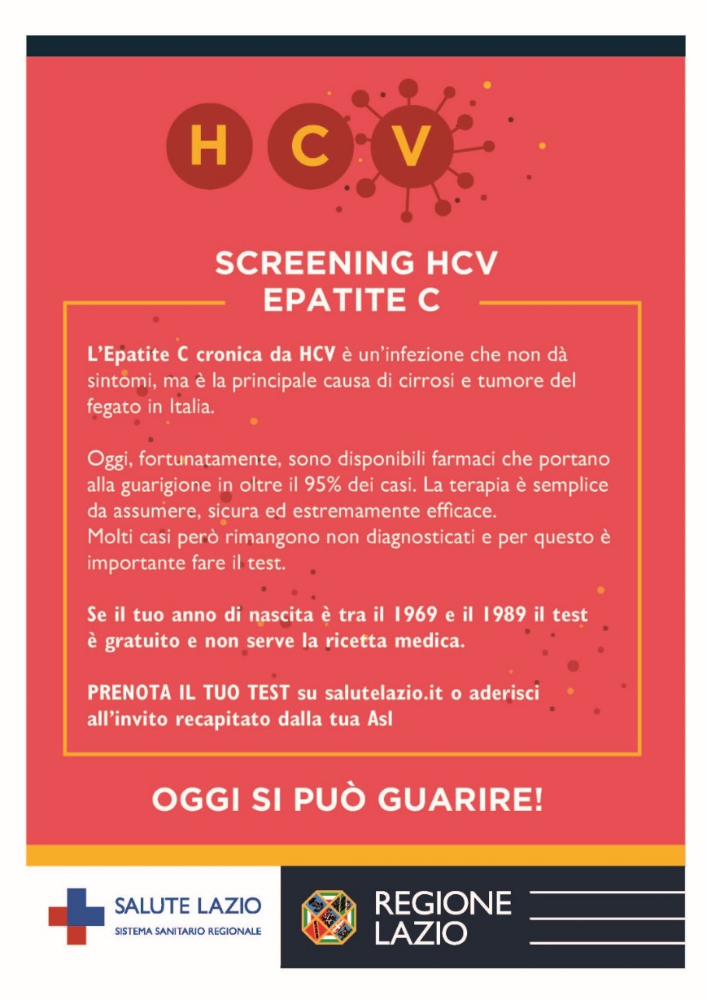 H C V
SCREENING HCV
EPATITE C
L'Epatite C cronica da HCV è un'infezione che non dà
sintomi, ma è la principale causa di cirrosi e tumore del
fegato in Italia.
Oggi, fortunatamente, sono disponibili farmaci che portano
alla guarigione in oltre il 95% dei casi. La terapia è semplice
da assumere, sicura ed estremamente efficace.
Molti casi però rimangono non diagnosticati e per questo è
importante fare il test.
Se il tuo anno di nascita è tra il 1969 e il 1989 il test
è gratuito e non serve la ricetta medica.
PRENOTA IL TUO TEST su salutelazio.it o aderisci
all'invito recapitato dalla tua Asl
OGGI SI PUÒ GUARIRE!
SALUTE LAZIO
SISTEMA SANITARIO REGIONALE
REGIONE
LAZIO